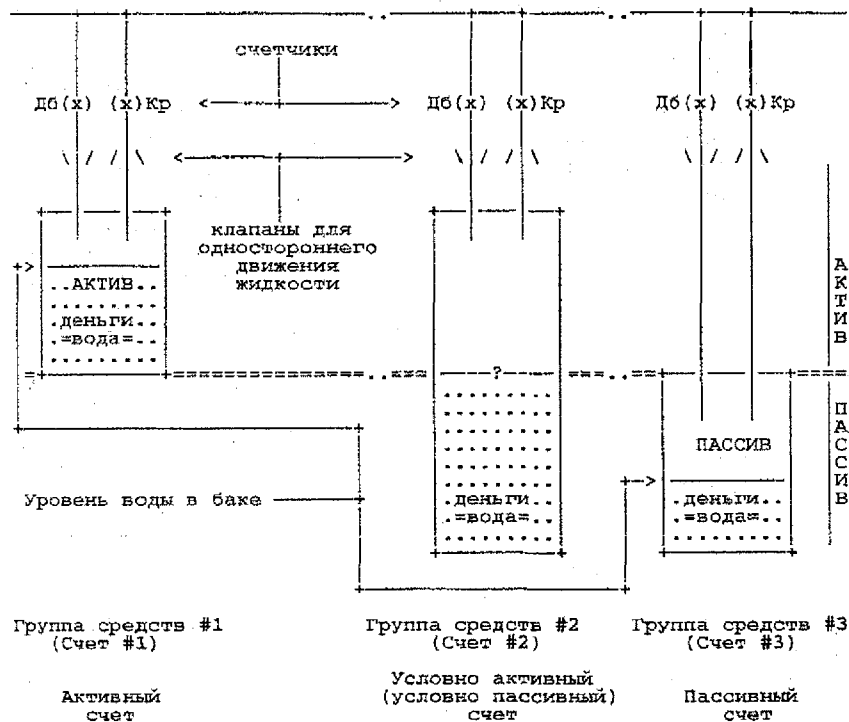 счетчики
Дб(x) (x)Кр <-----+-----> Дб(x) (x)Кр Дб(x) (x)Кр
клапаны для
одностороннего
движения
жидкости
АКТИВ
деньги
=вода=
?
АКТИВ
ПАССИВ
ПАССИВ
Уровень воды в баке
деньги
=вода=
деньги
=вода=
Группа средств #1
(Счет #1)
Группа средств #2
(Счет #2)
Группа средств #3
(Счет #3)
Активный
счет
Условно активный
(условно пассивный)
счет
Пассивный
счет